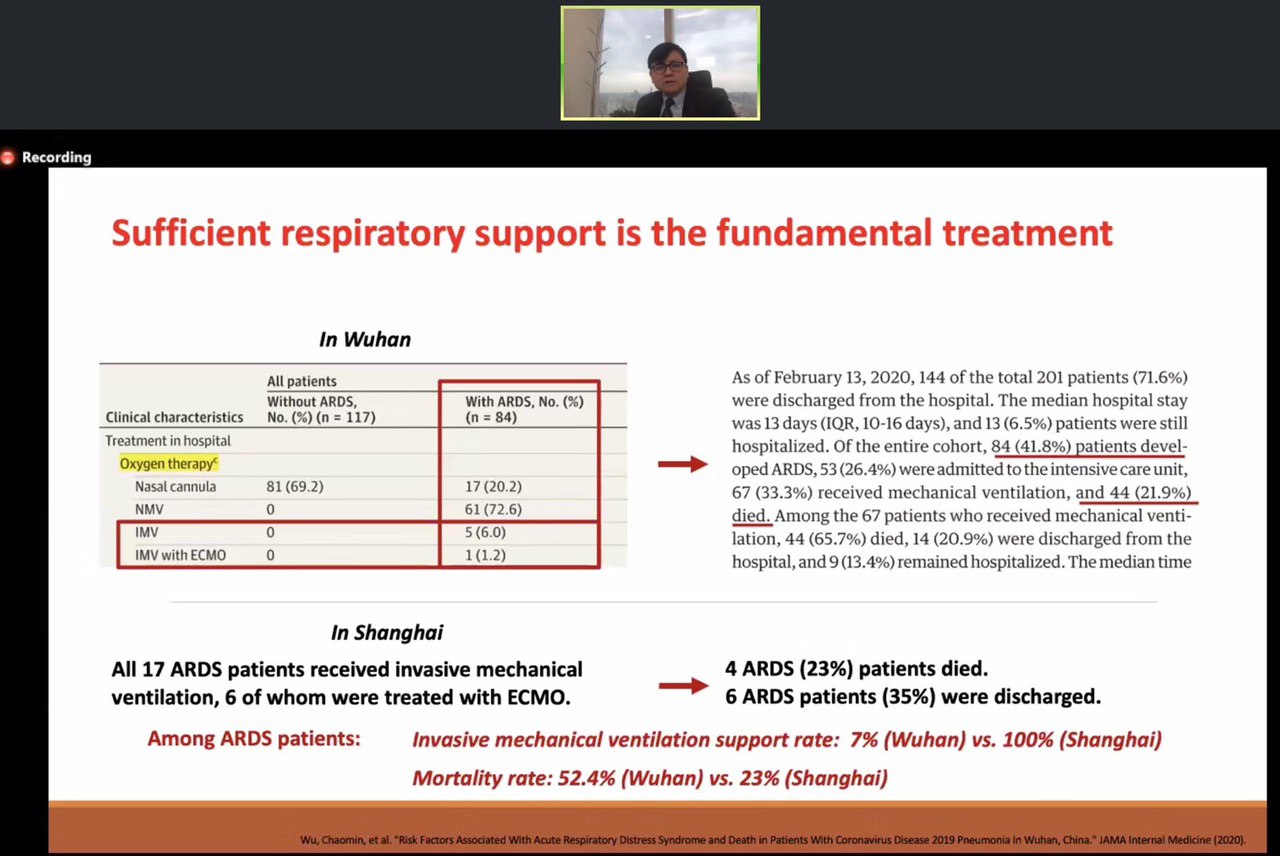 Recording
Sufficient respiratory support is the fundamental treatment
In Wuhan
All patients
Without ARDS, With ARDS, No. (%)
Clinical characteristics No. (%) (n = 117) (n = 84)
Treatment in hospital
Oxygen therapyᶜ
Nasal cannula 81 (69.2) 17 (20.2)
NMV 0 61 (72.6)
IMV 0 5 (6.0)
IMV with ECMO 0 1 (1.2)
As of February 13, 2020, 144 of the total 201 patients (71.6%)
were discharged from the hospital. The median hospital stay
was 13 days (IQR, 10-16 days), and 13 (6.5%) patients were still
hospitalized. Of the entire cohort, 84 (41.8%) patients devel-
oped ARDS, 53 (26.4%) were admitted to the intensive care unit,
67 (33.3%) received mechanical ventilation, and 44 (21.9%)
died. Among the 67 patients who received mechanical venti-
lation, 44 (65.7%) died, 14 (20.9%) were discharged from the
hospital, and 9 (13.4%) remained hospitalized. The median time
In Shanghai
All 17 ARDS patients received invasive mechanical
ventilation, 6 of whom were treated with ECMO.
4 ARDS (23%) patients died.
6 ARDS patients (35%) were discharged.
Among ARDS patients: Invasive mechanical ventilation support rate: 7% (Wuhan) vs. 100% (Shanghai)
Mortality rate: 52.4% (Wuhan) vs. 23% (Shanghai)
Wu, Chaomin, et al. "Risk Factors Associated With Acute Respiratory Distress Syndrome and Death in Patients With Coronavirus Disease 2019 Pneumonia in Wuhan, China." JAMA Internal Medicine (2020).